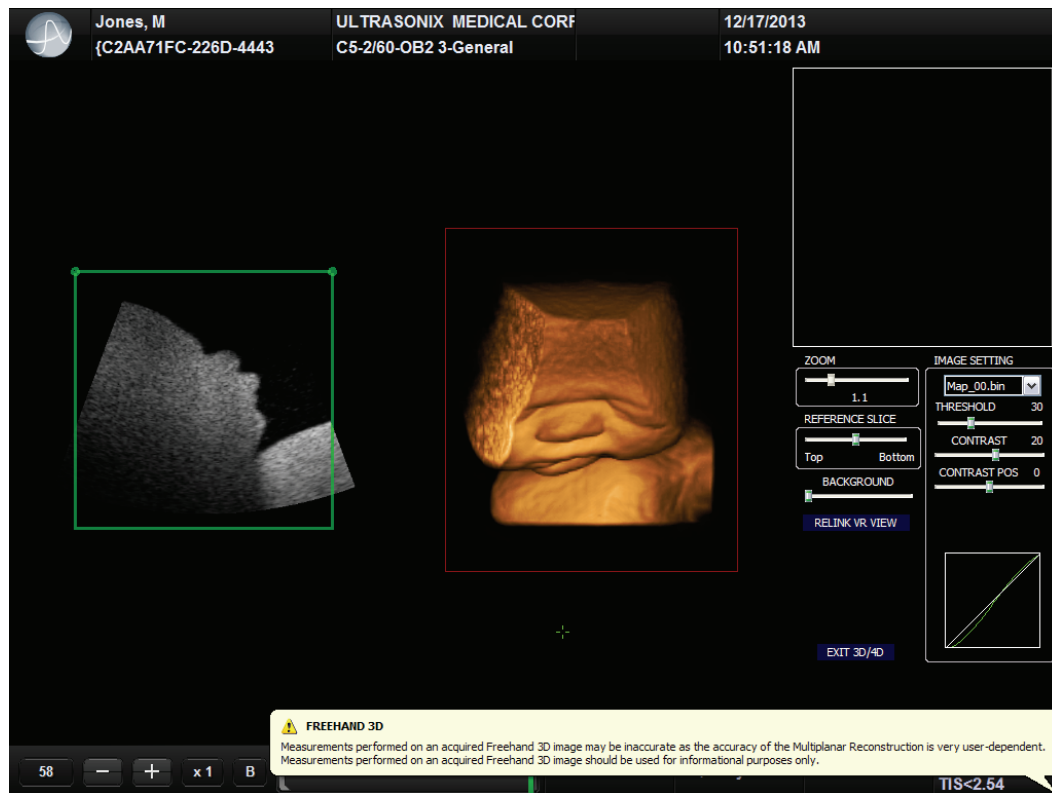 Jones, M
ULTRASONIX MEDICAL CORF
12/17/2013
{C2AA71FC-226D-4443
C5-2/60-OB2 3-General
10:51:18 AM
ZOOM
1.1
REFERENCE SLICE
Top Bottom
BACKGROUND
RELINK VR VIEW
EXIT 3D/4D
IMAGE SETTING
Map_00.bin
THRESHOLD 30
CONTRAST 20
CONTRAST POS 0
FREEHAND 3D
Measurements performed on an acquired Freehand 3D image may be inaccurate as the accuracy of the Multiplanar Reconstruction is very user-dependent.
Measurements performed on an acquired Freehand 3D image should be used for informational purposes only.
58 − + x 1 B
TIS<2.54